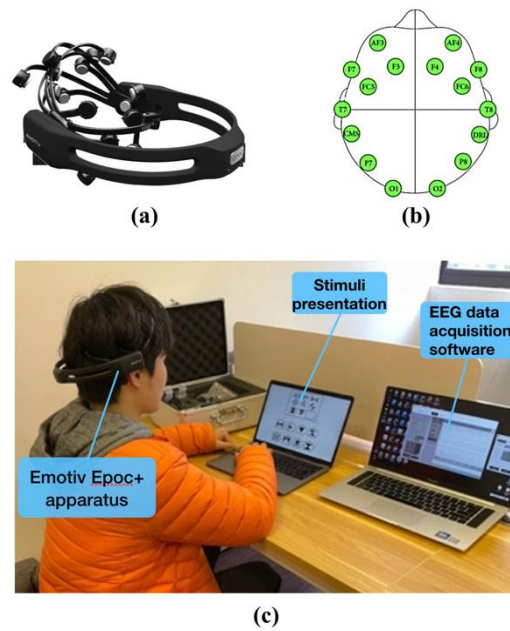 emotiv
(a)
AF3
AF4
F7
F3
F4
F8
FC5
FC6
T7
T8
CMS
DRL
P7
P8
O1
O2
(b)
Stimuli
presentation
EEG data
acquisition
software
Emotiv Epoc+
apparatus
(c)